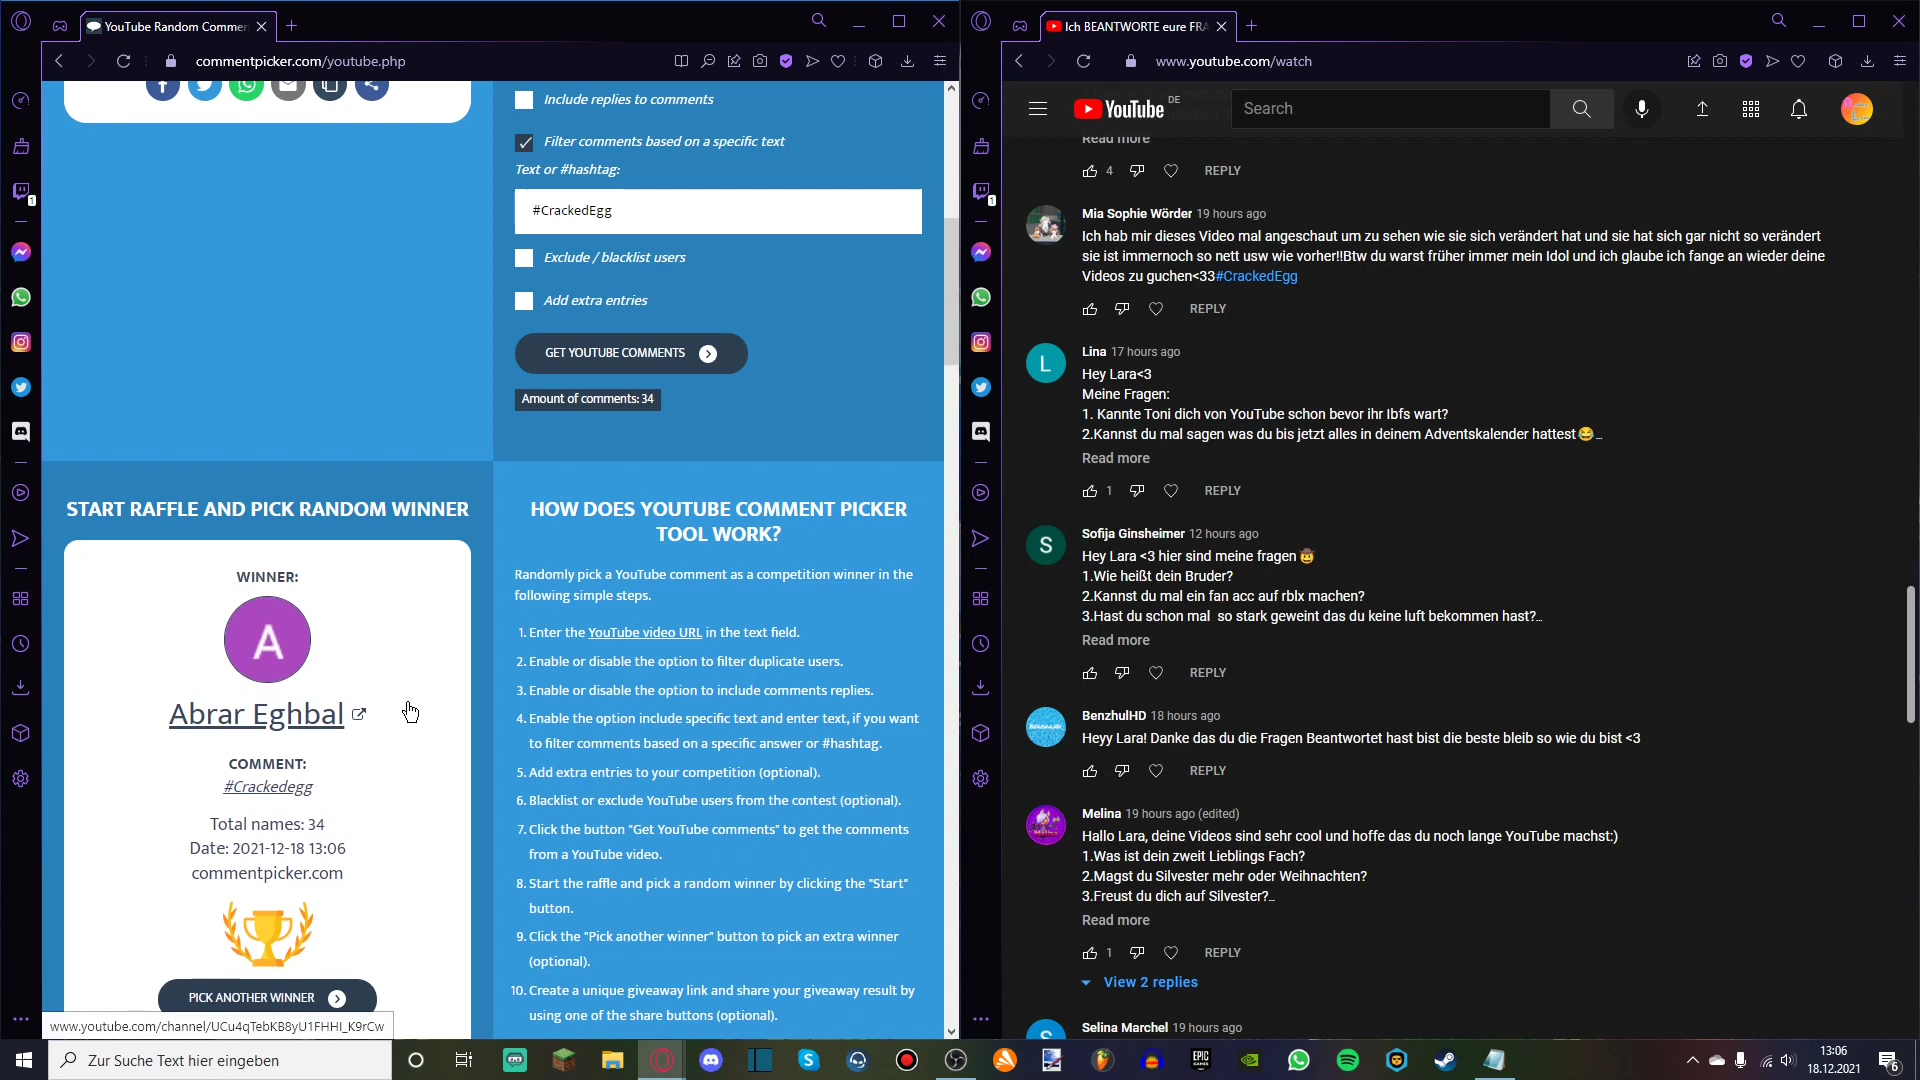 YouTube Random Commen
commentpicker.com/youtube.php
Include replies to comments
Filter comments based on a specific text
Text or #hashtag:
#CrackedEgg
Exclude / blacklist users
Add extra entries
GET YOUTUBE COMMENTS
Amount of comments: 34
START RAFFLE AND PICK RANDOM WINNER
WINNER:
A
Abrar Eghbal
COMMENT:
#Crackedegg
Total names: 34
Date: 2021-12-18 13:06
commentpicker.com
PICK ANOTHER WINNER
www.youtube.com/channel/UCu4qTebKB8yU1FHHI_K9rCw
HOW DOES YOUTUBE COMMENT PICKER
TOOL WORK?
Randomly pick a YouTube comment as a competition winner in the
following simple steps.
1. Enter the YouTube video URL in the text field.
2. Enable or disable the option to filter duplicate users.
3. Enable or disable the option to include comments replies.
4. Enable the option include specific text and enter text, if you want
to filter comments based on a specific answer or #hashtag.
5. Add extra entries to your competition (optional).
6. Blacklist or exclude YouTube users from the contest (optional).
7. Click the button "Get YouTube comments" to get the comments
from a YouTube video.
8. Start the raffle and pick a random winner by clicking the "Start"
button.
9. Click the "Pick another winner" button to pick an extra winner
(optional).
10. Create a unique giveaway link and share your giveaway result by
using one of the share buttons (optional).
Ich BEANTWORTE eure FRA
www.youtube.com/watch
YouTube DE
Search
Read more
4 REPLY
Mia Sophie Wörder 19 hours ago
Ich hab mir dieses Video mal angeschaut um zu sehen wie sie sich verändert hat und sie hat sich gar nicht so verändert
sie ist immernoch so nett usw wie vorher!!Btw du warst früher immer mein Idol und ich glaube ich fange an wieder deine
Videos zu guchen<33#CrackedEgg
REPLY
L
Lina 17 hours ago
Hey Lara<3
Meine Fragen:
1. Kannte Toni dich von YouTube schon bevor ihr Ibfs wart?
2.Kannst du mal sagen was du bis jetzt alles in deinem Adventskalender hattest😂...
Read more
1 REPLY
S
Sofija Ginsheimer 12 hours ago
Hey Lara <3 hier sind meine fragen 🤠
1.Wie heißt dein Bruder?
2.Kannst du mal ein fan acc auf rblx machen?
3.Hast du schon mal so stark geweint das du keine luft bekommen hast?...
Read more
REPLY
BenzhulHD 18 hours ago
Heyy Lara! Danke das du die Fragen Beantwortet hast bist die beste bleib so wie du bist <3
REPLY
Melina 19 hours ago (edited)
Hallo Lara, deine Videos sind sehr cool und hoffe das du noch lange YouTube machst:)
1.Was ist dein zweit Lieblings Fach?
2.Magst du Silvester mehr oder Weihnachten?
3.Freust du dich auf Silvester?...
Read more
1 REPLY
View 2 replies
S
Selina Marchel 19 hours ago
Zur Suche Text hier eingeben
13:06
18.12.2021
6